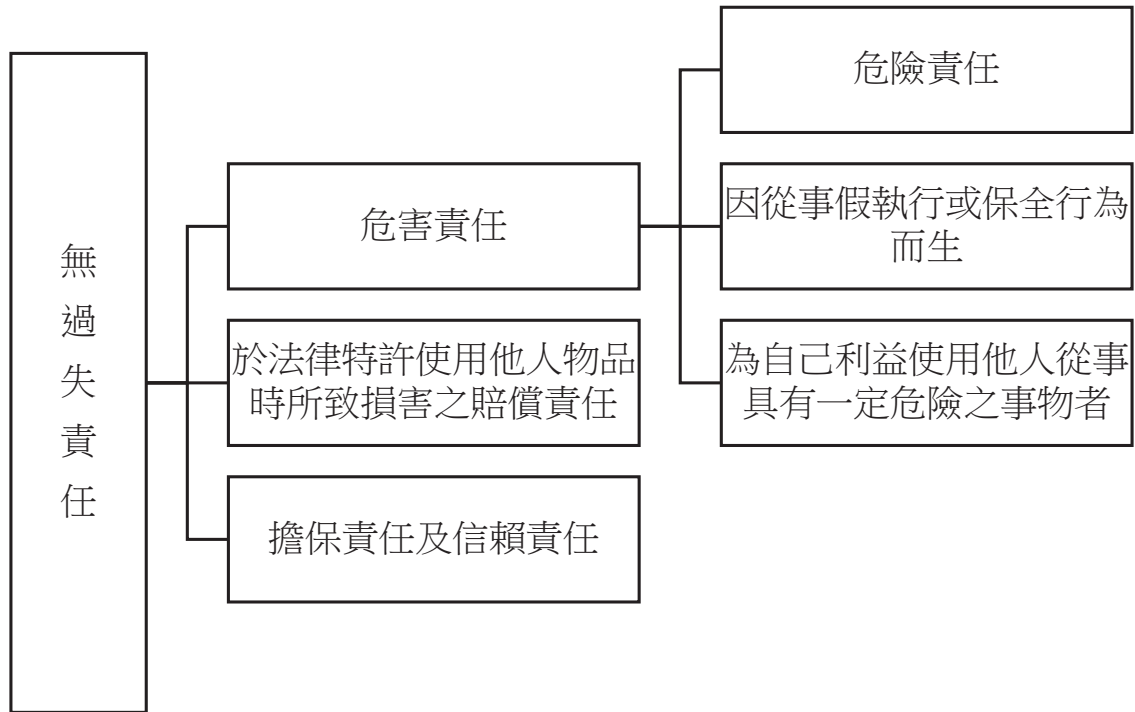 無過失責任
危害責任
於法律特許使用他人物品
時所致損害之賠償責任
擔保責任及信賴責任
危險責任
因從事假執行或保全行為
而生
為自己利益使用他人從事
具有一定危險之事物者